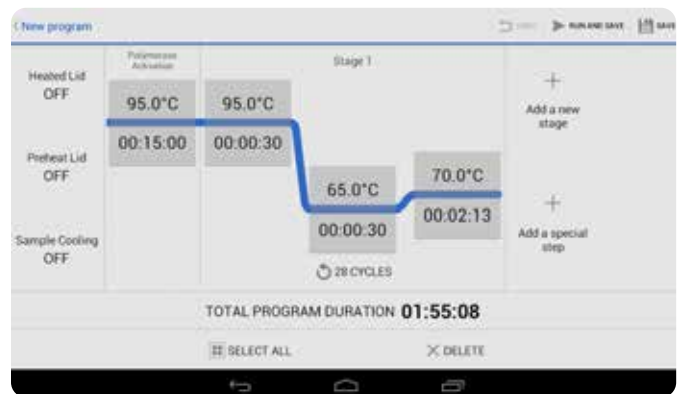 New program
RUN AND SAVE
SAVE
Polymerase
Activation
Stage 1
Heated Lid
OFF
95.0°C
95.0°C
00:15:00
00:00:30
Add a new
stage
Preheat Lid
OFF
65.0°C
70.0°C
00:00:30
00:02:13
Add a special
step
Sample Cooling
OFF
28 CYCLES
TOTAL PROGRAM DURATION 01:55:08
SELECT ALL
DELETE